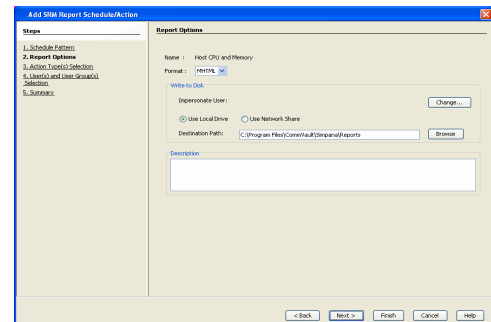 Add SRM Report Schedule/Action
Steps
1. Schedule Pattern
2. Report Options
3. Action Type(s) Selection
4. User(s) and User Group(s)
Selection
5. Summary
Report Options
Name : Host CPU and Memory
Format : MHTML
Write to Disk
Impersonate User:
Change...
Use Local Drive Use Network Share
Destination Path: C:\Program Files\CommVault\Simpana\Reports Browse
Description
< Back Next > Finish Cancel Help